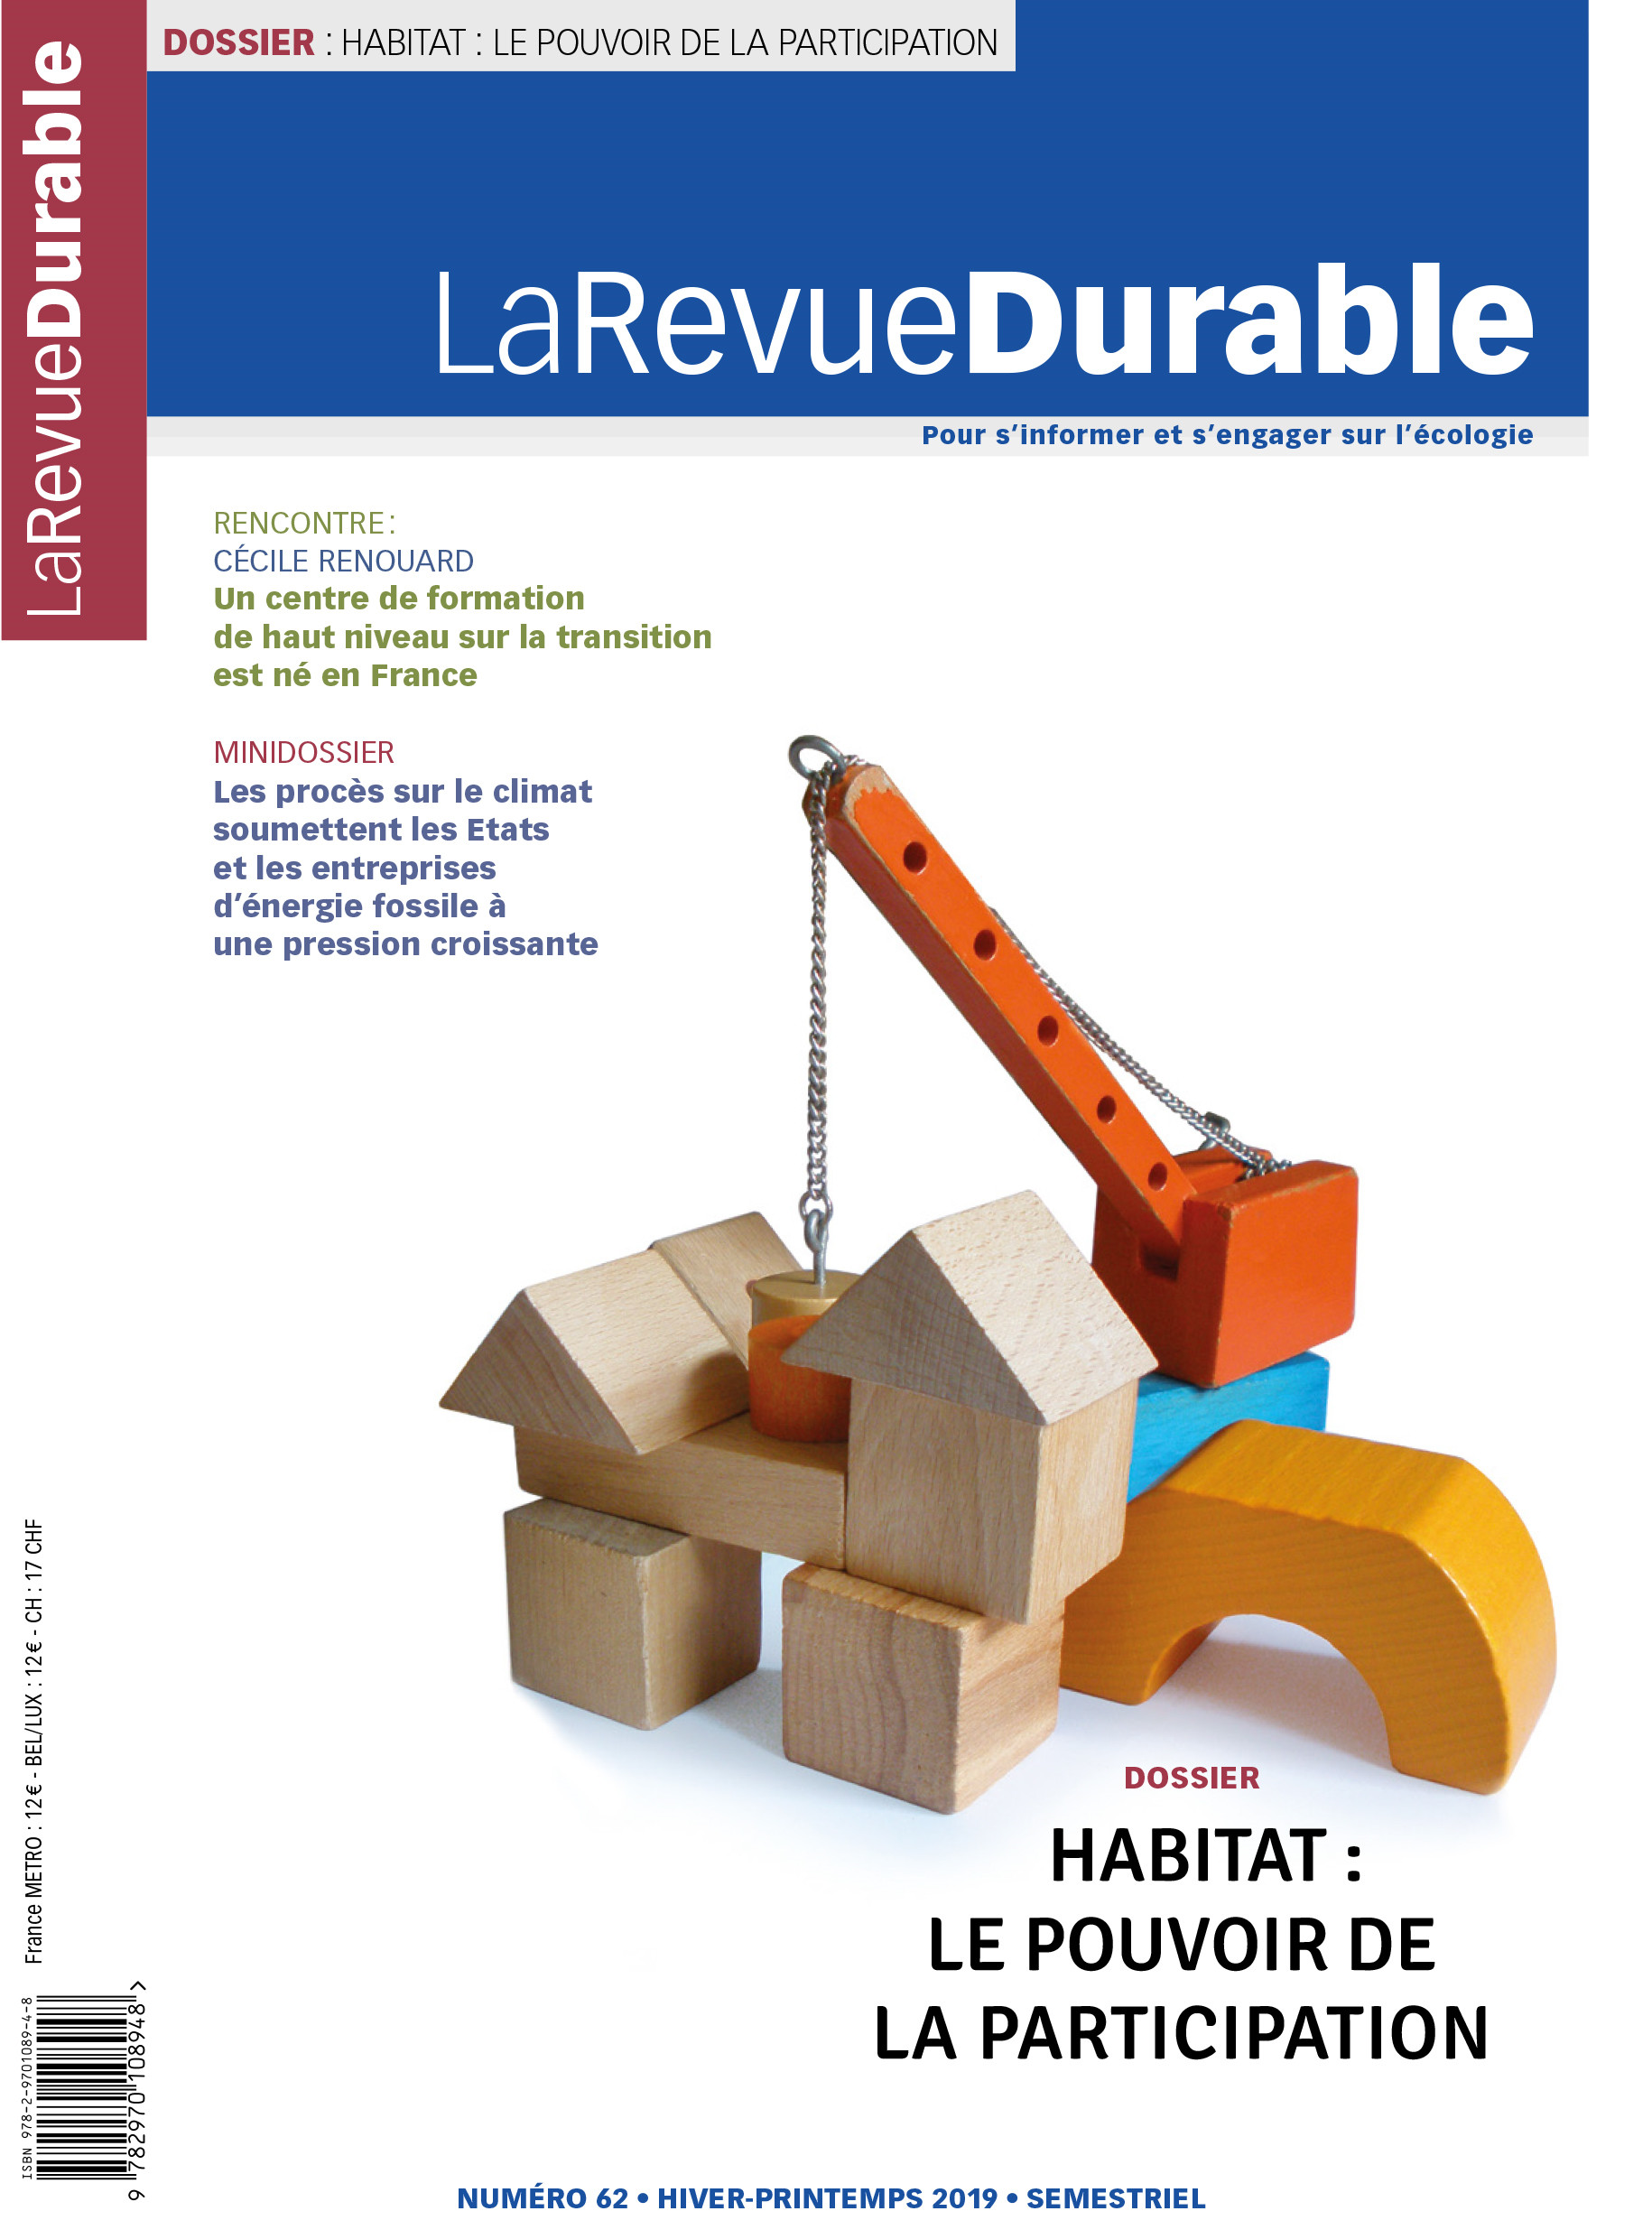 DOSSIER : HABITAT : LE POUVOIR DE LA PARTICIPATION
LaRevueDurable
LaRevueDurable
Pour s’informer et s’engager sur l’écologie
RENCONTRE :
CÉCILE RENOUARD
Un centre de formation
de haut niveau sur la transition
est né en France
MINIDOSSIER
Les procès sur le climat
soumettent les Etats
et les entreprises
d’énergie fossile à
une pression croissante
DOSSIER
HABITAT :
LE POUVOIR DE
LA PARTICIPATION
France METRO : 12 € - BEL/LUX : 12 € - CH : 17 CHF
ISBN 978-2-9701089-4-8
9 782970 108948 >
NUMÉRO 62 • HIVER-PRINTEMPS 2019 • SEMESTRIEL